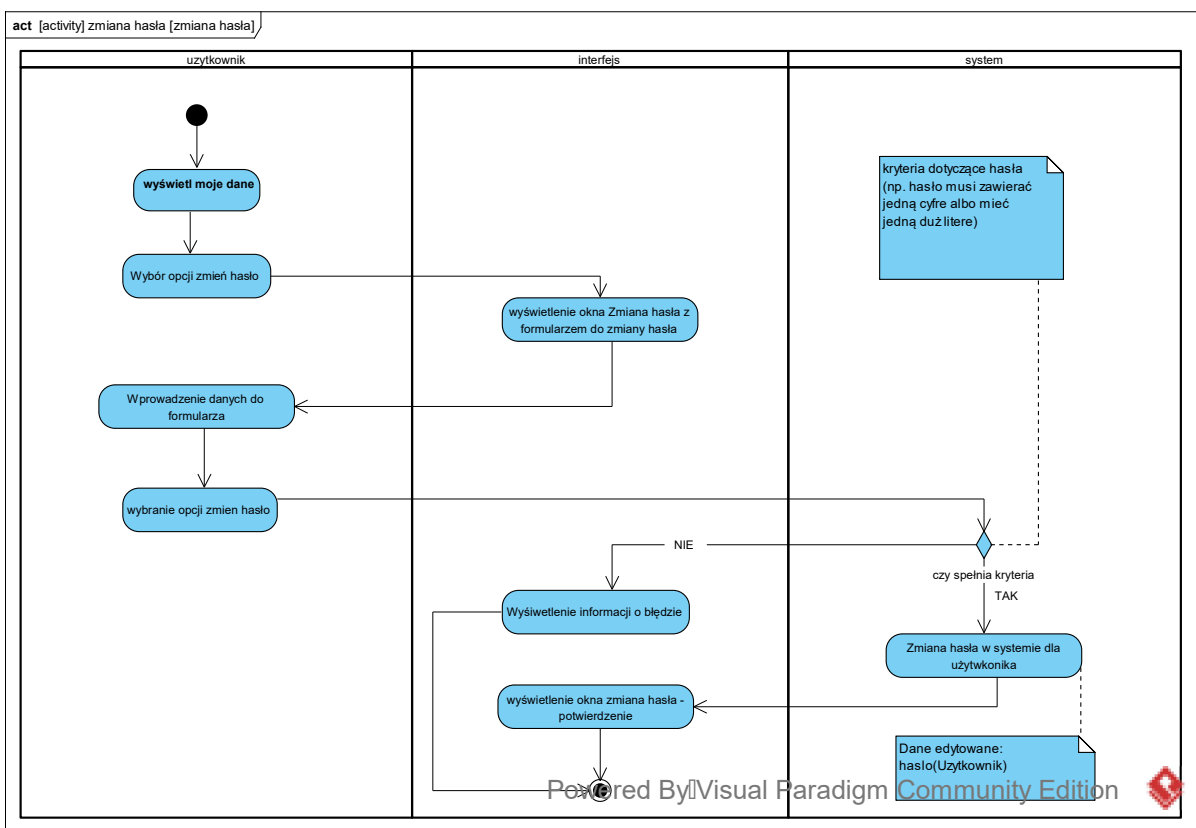 act [activity] zmiana hasła [zmiana hasła]
uzytkownik
interfejs
system
wyświetl moje dane
Wybór opcji zmień hasło
kryteria dotyczące hasła
(np. hasło musi zawierać
jedną cyfre albo mieć
jedną duż litere)
wyświetlenie okna Zmiana hasła z
formularzem do zmiany hasła
Wprowadzenie danych do
formularza
wybranie opcji zmien hasło
NIE
czy spełnia kryteria
TAK
Wyśiwetlenie informacji o błędzie
Zmiana hasła w systemie dla
użytwkonika
wyświetlenie okna zmiana hasła -
potwierdzenie
Dane edytowane:
haslo(Uzytkownik)
Powered By Visual Paradigm Community Edition